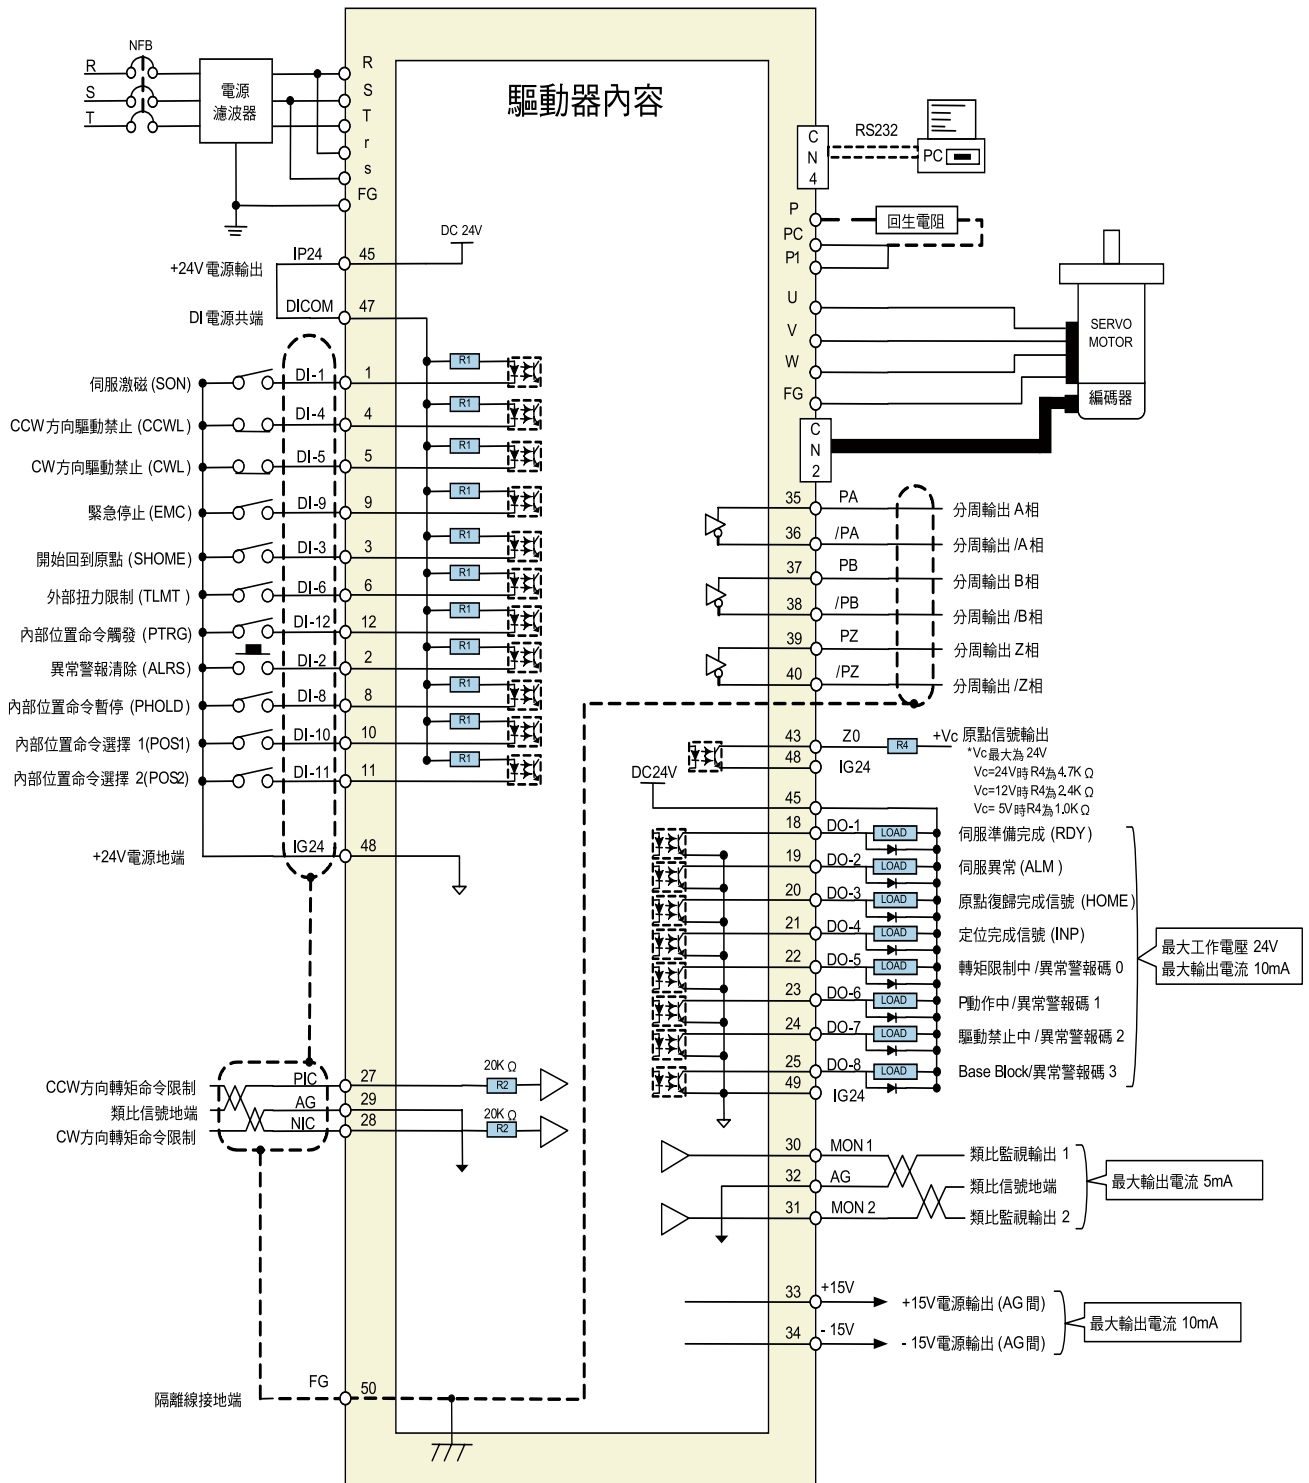 驅動器內容
NFB
R
S
T
電源
濾波器
R
S
T
r
s
FG
DC 24V
+24V電源輸出
IP24
45
DI電源共端
DICOM
47
伺服激磁 (SON)
DI-1
1
R1
CCW方向驅動禁止 (CCWL)
DI-4
4
R1
CW方向驅動禁止 (CWL)
DI-5
5
R1
緊急停止 (EMC)
DI-9
9
R1
開始回到原點 (SHOME)
DI-3
3
R1
外部扭力限制 (TLMT )
DI-6
6
R1
內部位置命令觸發 (PTRG)
DI-12
12
R1
異常警報清除 (ALRS)
DI-2
2
R1
內部位置命令暫停 (PHOLD)
DI-8
8
R1
內部位置命令選擇 1(POS1)
DI-10
10
R1
內部位置命令選擇 2(POS2)
DI-11
11
R1
+24V電源地端
IG24
48
CCW方向轉矩命令限制
PIC
27
20K Ω
R2
類比信號地端
AG
29
CW方向轉矩命令限制
NIC
28
20K Ω
R2
隔離線接地端
FG
50
C
N
4
RS232
PC
P
PC
P1
回生電阻
U
V
W
FG
SERVO
MOTOR
編碼器
C
N
2
35
PA
分周輸出 A相
36
/PA
分周輸出 /A相
37
PB
分周輸出 B相
38
/PB
分周輸出 /B相
39
PZ
分周輸出 Z相
40
/PZ
分周輸出 /Z相
43
Z0
R4
+Vc 原點信號輸出
*Vc最大為 24V
Vc=24V時 R4為4.7K Ω
Vc=12V時 R4為2.4K Ω
Vc= 5V時 R4為1.0K Ω
48
IG24
DC24V
45
18
DO-1
LOAD
伺服準備完成 (RDY)
19
DO-2
LOAD
伺服異常 (ALM )
20
DO-3
LOAD
原點復歸完成信號 (HOME)
21
DO-4
LOAD
定位完成信號 (INP)
22
DO-5
LOAD
轉矩限制中 /異常警報碼 0
23
DO-6
LOAD
P動作中 /異常警報碼 1
24
DO-7
LOAD
驅動禁止中 /異常警報碼 2
25
DO-8
LOAD
Base Block/異常警報碼 3
49
IG24
最大工作電壓 24V
最大輸出電流 10mA
30
MON 1
類比監視輸出 1
32
AG
類比信號地端
31
MON 2
類比監視輸出 2
最大輸出電流 5mA
33
+15V
+15V電源輸出 (AG間)
34
- 15V
- 15V電源輸出 (AG間)
最大輸出電流 10mA